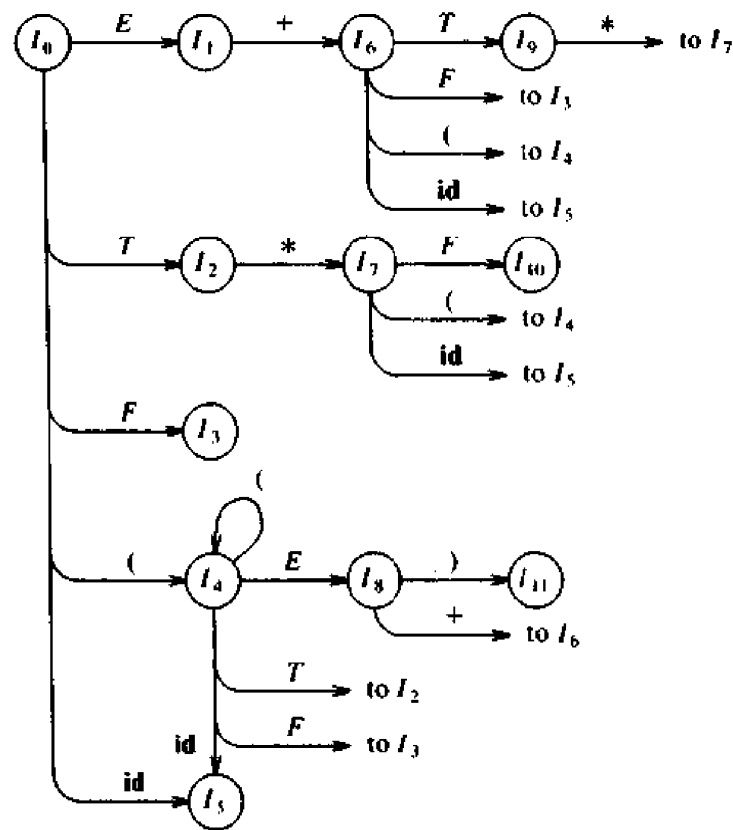 I₀ E I₁ + I₆ T I₉ * to I₇
F to I₃
( to I₄
id to I₅
T I₂ * I₇ F I₁₀
( to I₄
id to I₅
F I₃
(
( I₄ E I₈ ) I₁₁
+ to I₆
T to I₂
id F to I₃
id I₅